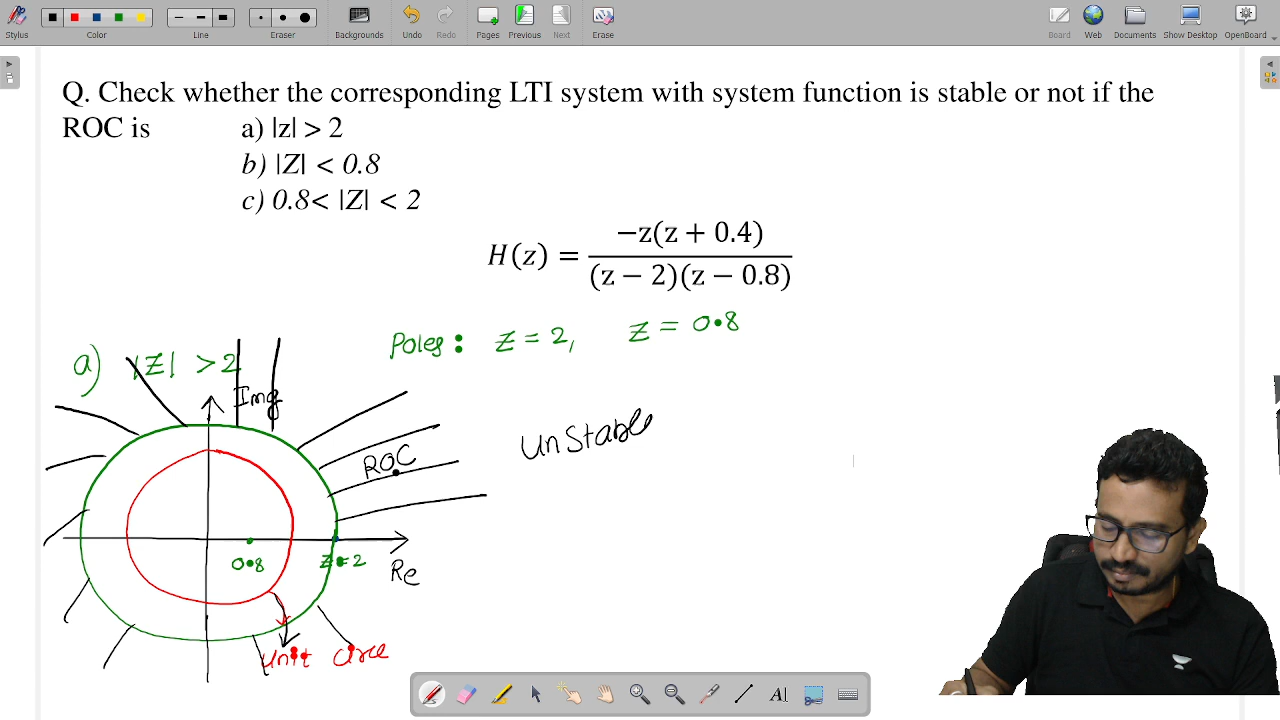 Stylus Color Line Eraser Backgrounds Undo Redo Pages Previous Next Erase Board Web Documents Show Desktop OpenBoard
Q. Check whether the corresponding LTI system with system function is stable or not if the
ROC is a) |z| > 2
b) |Z| < 0.8
c) 0.8< |Z| < 2
H(z) = −z(z + 0.4) / (z − 2)(z − 0.8)
Poles: Z = 2, Z = 0.8
a) |Z| > 2
Img
unstable
ROC
0.8 Z = 2
Re
unit